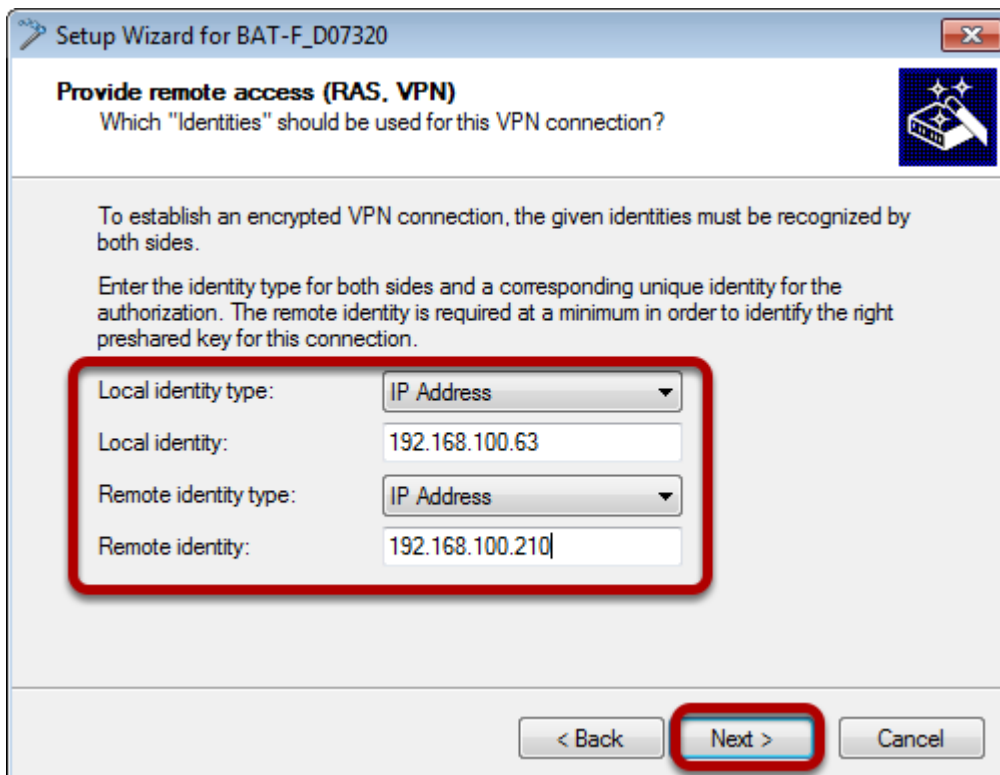 Setup Wizard for BAT-F_D07320
Provide remote access (RAS, VPN)
Which "Identities" should be used for this VPN connection?
To establish an encrypted VPN connection, the given identities must be recognized by
both sides.
Enter the identity type for both sides and a corresponding unique identity for the
authorization. The remote identity is required at a minimum in order to identify the right
preshared key for this connection.
Local identity type: IP Address
Local identity: 192.168.100.63
Remote identity type: IP Address
Remote identity: 192.168.100.210
< Back Next > Cancel